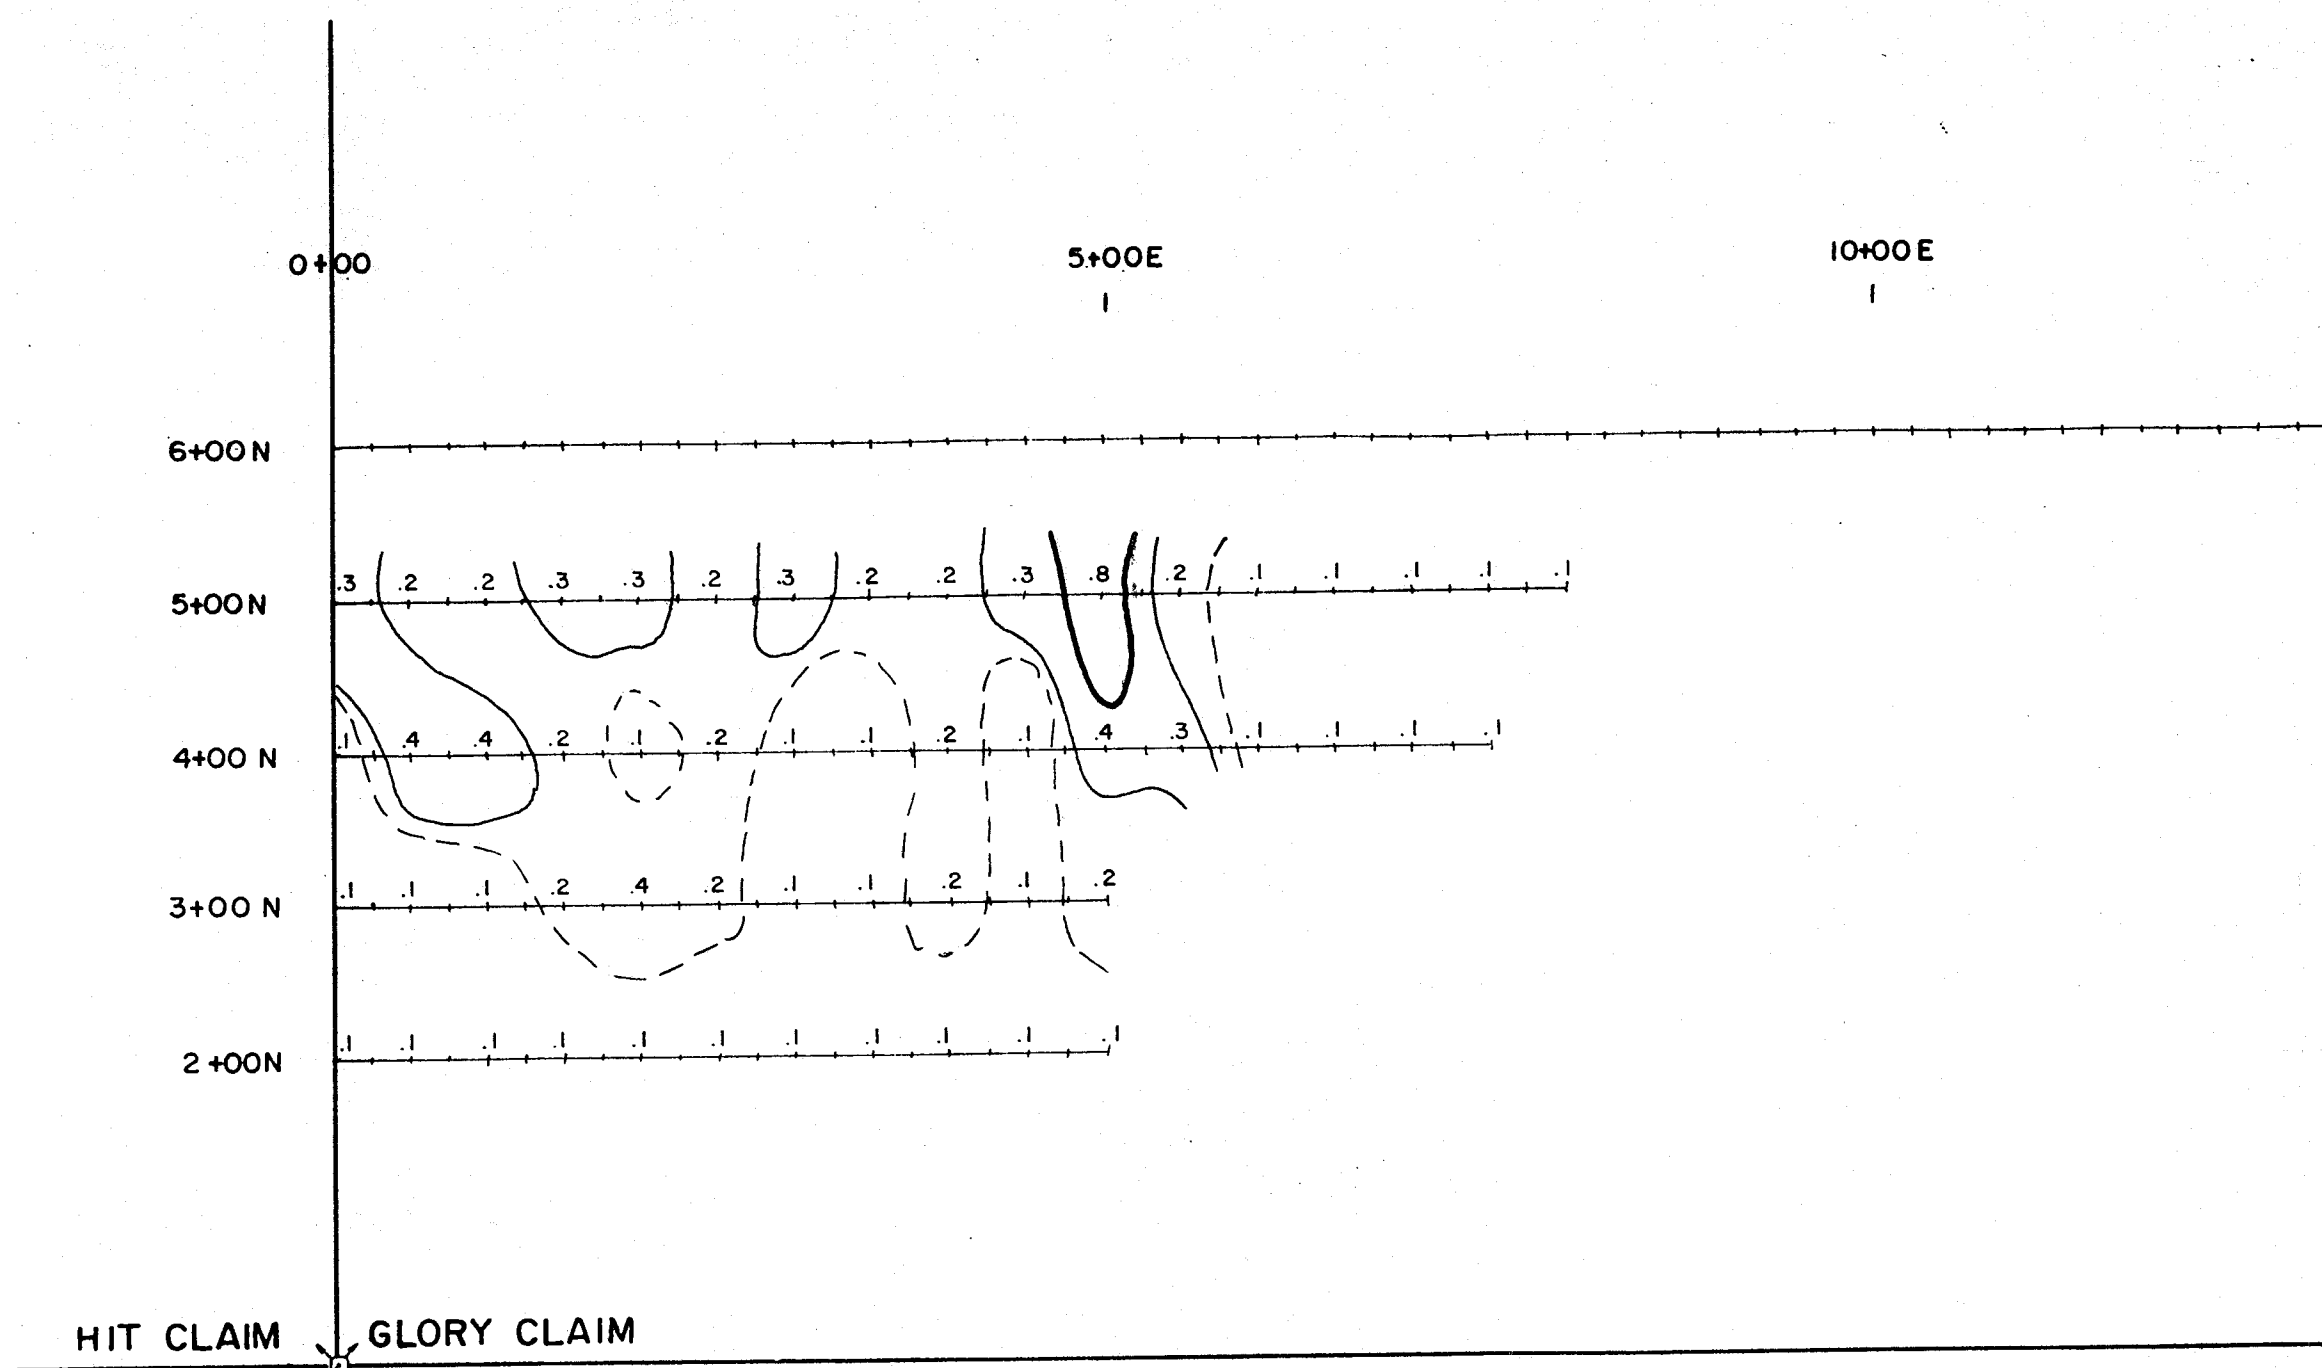 0+00 5+00E 10+00E
6+00N
.3 .2 .2 .3 .3 .2 .3 .2 .2 .3 .8 .2 .1 .1 .1 .1 .1
5+00N
.1 .4 .4 .2 .1 .2 .1 .1 .2 .1 .4 .3 .1 .1 .1 .1
4+00 N
.1 .1 .1 .2 .4 .2 .1 .1 .2 .1 .2
3+00 N
.1 .1 .1 .1 .1 .1 .1 .1 .1 .1 .1
2+00N
HIT CLAIM GLORY CLAIM